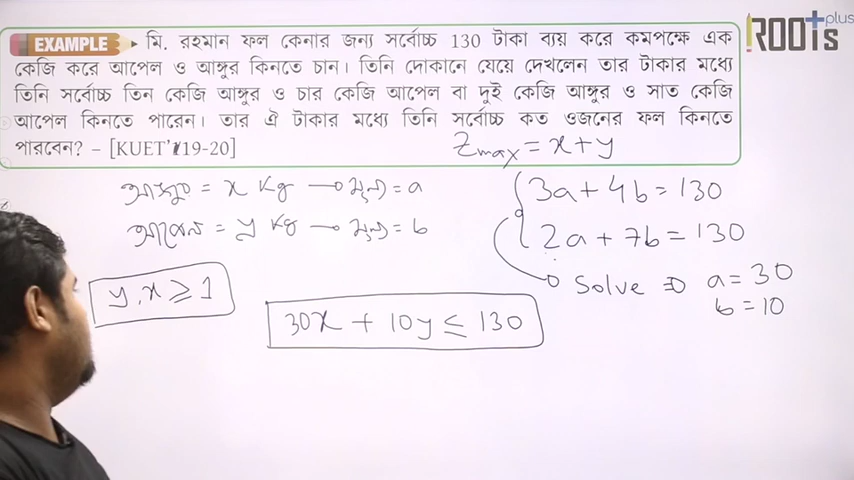 ROOTs plus
EXAMPLE মি. রহমান ফল কেনার জন্য সর্বোচ্চ 130 টাকা ব্যয় করে কমপক্ষে এক
কেজি করে আপেল ও আঙ্গুর কিনতে চান। তিনি দোকানে যেয়ে দেখলেন তার টাকার মধ্যে
তিনি সর্বোচ্চ তিন কেজি আঙ্গুর ও চার কেজি আপেল বা দুই কেজি আঙ্গুর ও সাত কেজি
আপেল কিনতে পারেন। তার ঐ টাকার মধ্যে তিনি সর্বোচ্চ কত ওজনের ফল কিনতে
পারবেন? – [KUET'19-20]
Zmax = x + y
আঙ্গুর = x Kg → মূল্য = a
আপেল = y Kg → মূল্য = b
3a + 4b = 130
2a + 7b = 130
Solve ⇒ a = 30
b = 10
y, x ≥ 1
30x + 10y ≤ 130